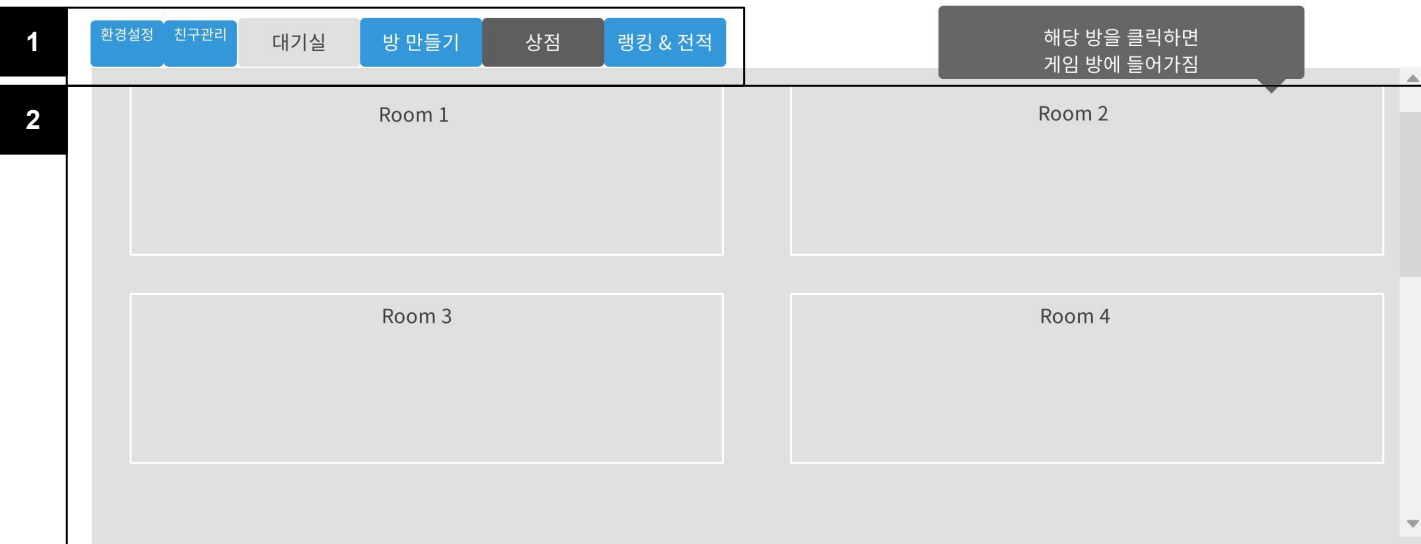 1
환경설정 친구관리 대기실 방 만들기 상점 랭킹 & 전적
해당 방을 클릭하면
게임 방에 들어가짐
2
Room 1
Room 2
Room 3
Room 4